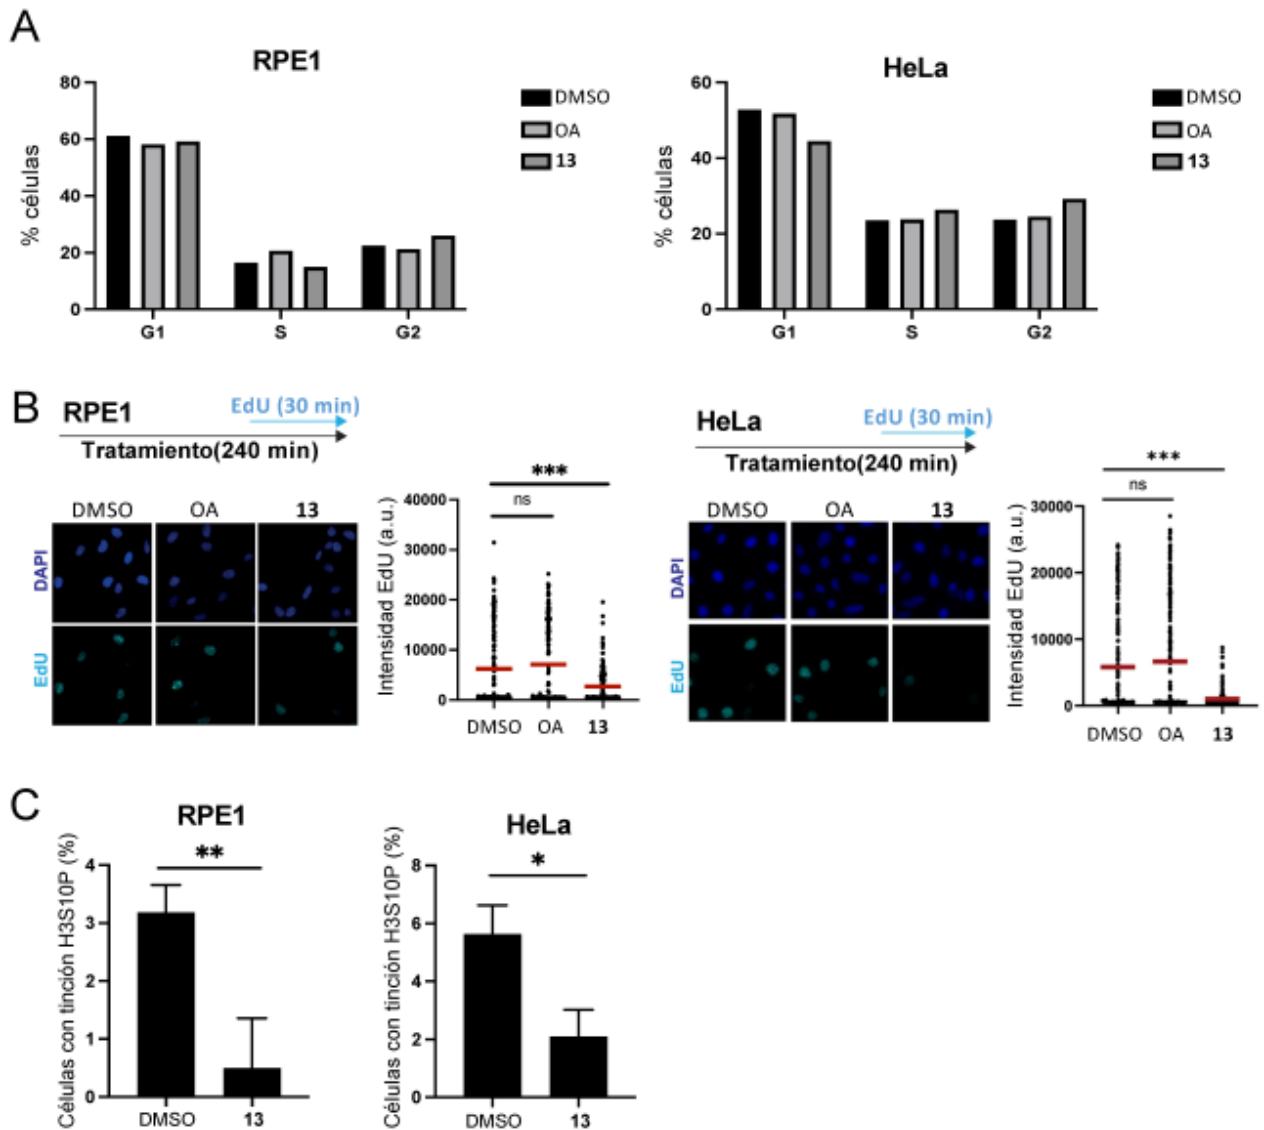 A
RPE1
80
60
40
20
0
% células
G1 S G2
DMSO
OA
13
HeLa
60
40
20
0
% células
G1 S G2
DMSO
OA
13
B
RPE1
EdU (30 min)
Tratamiento(240 min)
DMSO OA 13
DAPI
EdU
***
ns
40000
30000
20000
10000
0
Intensidad EdU (a.u.)
DMSO OA 13
HeLa
EdU (30 min)
Tratamiento(240 min)
DMSO OA 13
DAPI
EdU
***
ns
30000
20000
10000
0
Intensidad EdU (a.u.)
DMSO OA 13
C
RPE1
**
4
3
2
1
0
Células con tinción H3S10P (%)
DMSO 13
HeLa
*
8
6
4
2
0
Células con tinción H3S10P (%)
DMSO 13